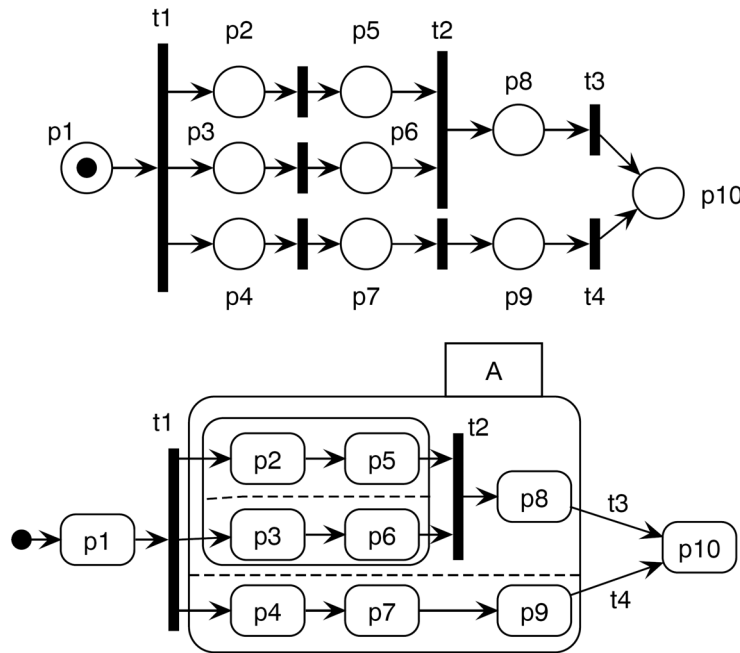 t1
p2 p5 t2
p8 t3
p1 p3 p6
p10
p4 p7 p9 t4
A
t1
t2
p2 p5
p8 t3
p1 p3 p6 p10
t4
p4 p7 p9